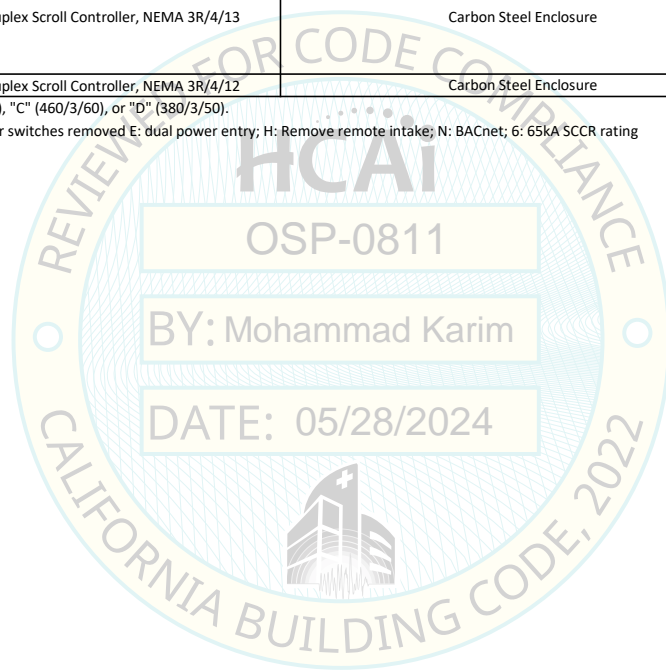 plex Scroll Controller, NEMA 3R/4/13 Carbon Steel Enclosure
plex Scroll Controller, NEMA 3R/4/12 Carbon Steel Enclosure
), "C" (460/3/60), or "D" (380/3/50).
r switches removed E: dual power entry; H: Remove remote intake; N: BACnet; 6: 65kA SCCR rating
REVIEWED FOR CODE COMPLIANCE
HCAi
OSP-0811
BY: Mohammad Karim
DATE: 05/28/2024
CALIFORNIA BUILDING CODE, 2022